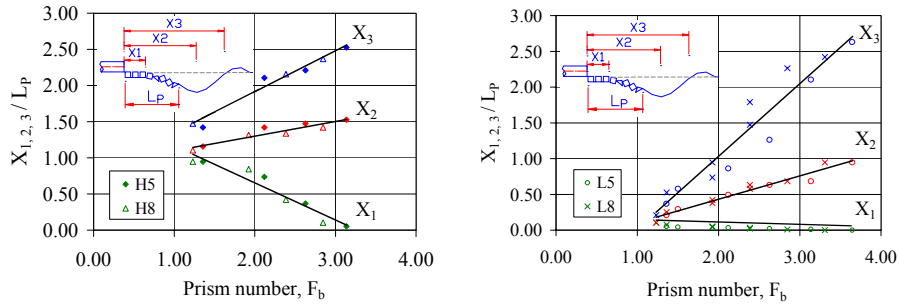 X3
X2
X1
LP
3.00
2.50
2.00
1.50
1.00
0.50
0.00
X1, 2, 3 / LP
X3
X2
X1
H5
H8
0.00 1.00 2.00 3.00 4.00
Prism number, Fb
X3
X2
X1
LP
3.00
2.50
2.00
1.50
1.00
0.50
0.00
X1, 2, 3 / LP
X3
X2
X1
L5
L8
0.00 1.00 2.00 3.00 4.00
Prism number, Fb